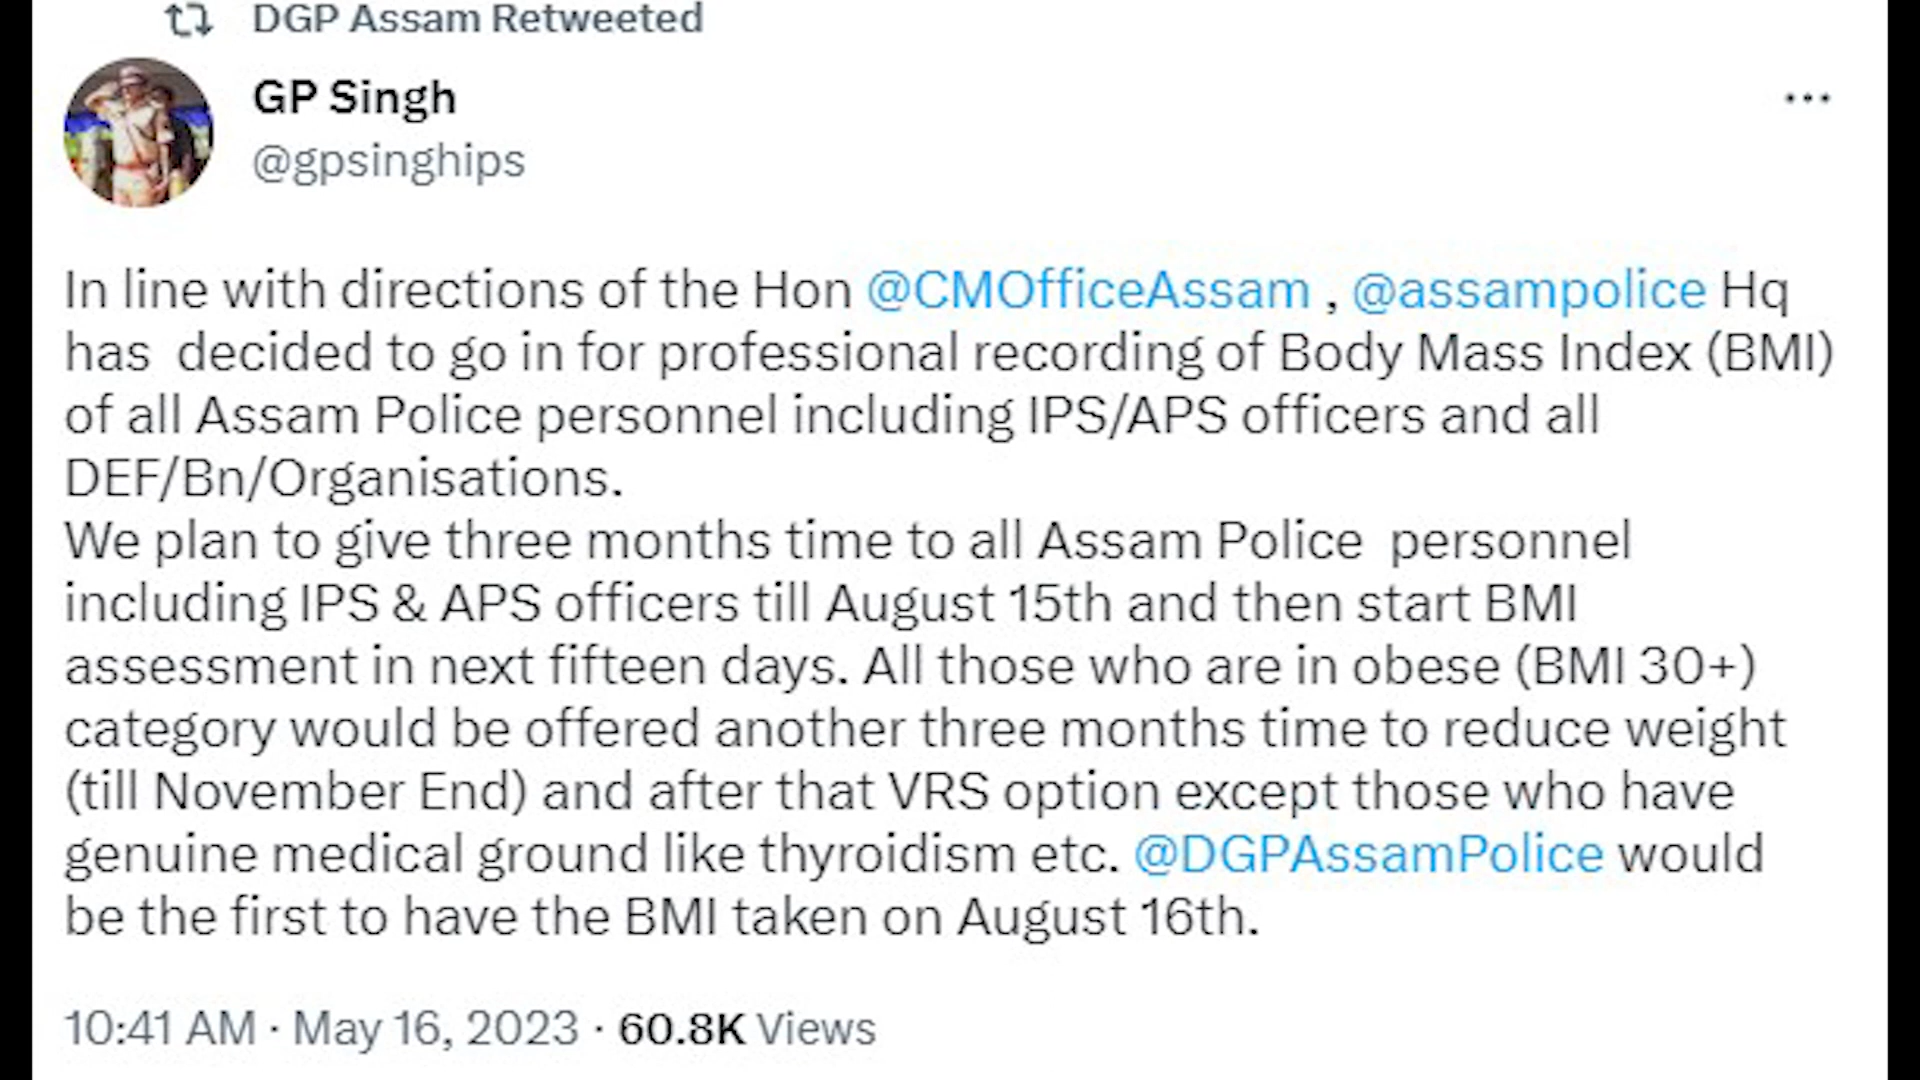 DGP Assam Retweeted
GP Singh
@gpsinghips
In line with directions of the Hon @CMOfficeAssam , @assampolice Hq
has  decided to go in for professional recording of Body Mass Index (BMI)
of all Assam Police personnel including IPS/APS officers and all
DEF/Bn/Organisations.
We plan to give three months time to all Assam Police  personnel
including IPS & APS officers till August 15th and then start BMI
assessment in next fifteen days. All those who are in obese (BMI 30+)
category would be offered another three months time to reduce weight
(till November End) and after that VRS option except those who have
genuine medical ground like thyroidism etc. @DGPAssamPolice would
be the first to have the BMI taken on August 16th.
10:41 AM · May 16, 2023 · 60.8K Views